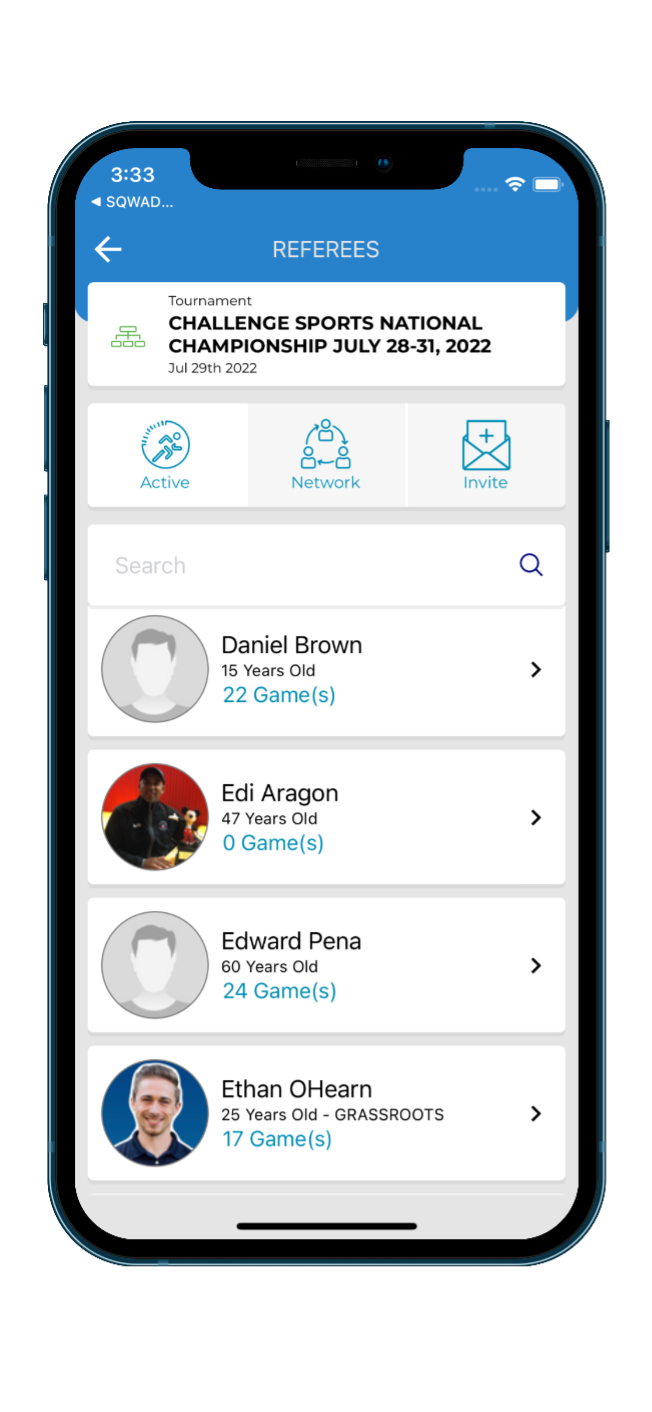 3:33
◀ SQWAD...
REFEREES
Tournament
CHALLENGE SPORTS NATIONAL
CHAMPIONSHIP JULY 28-31, 2022
Jul 29th 2022
Active
Network
Invite
Search
Daniel Brown
15 Years Old
22 Game(s)
Edi Aragon
47 Years Old
0 Game(s)
Edward Pena
60 Years Old
24 Game(s)
Ethan OHearn
25 Years Old - GRASSROOTS
17 Game(s)